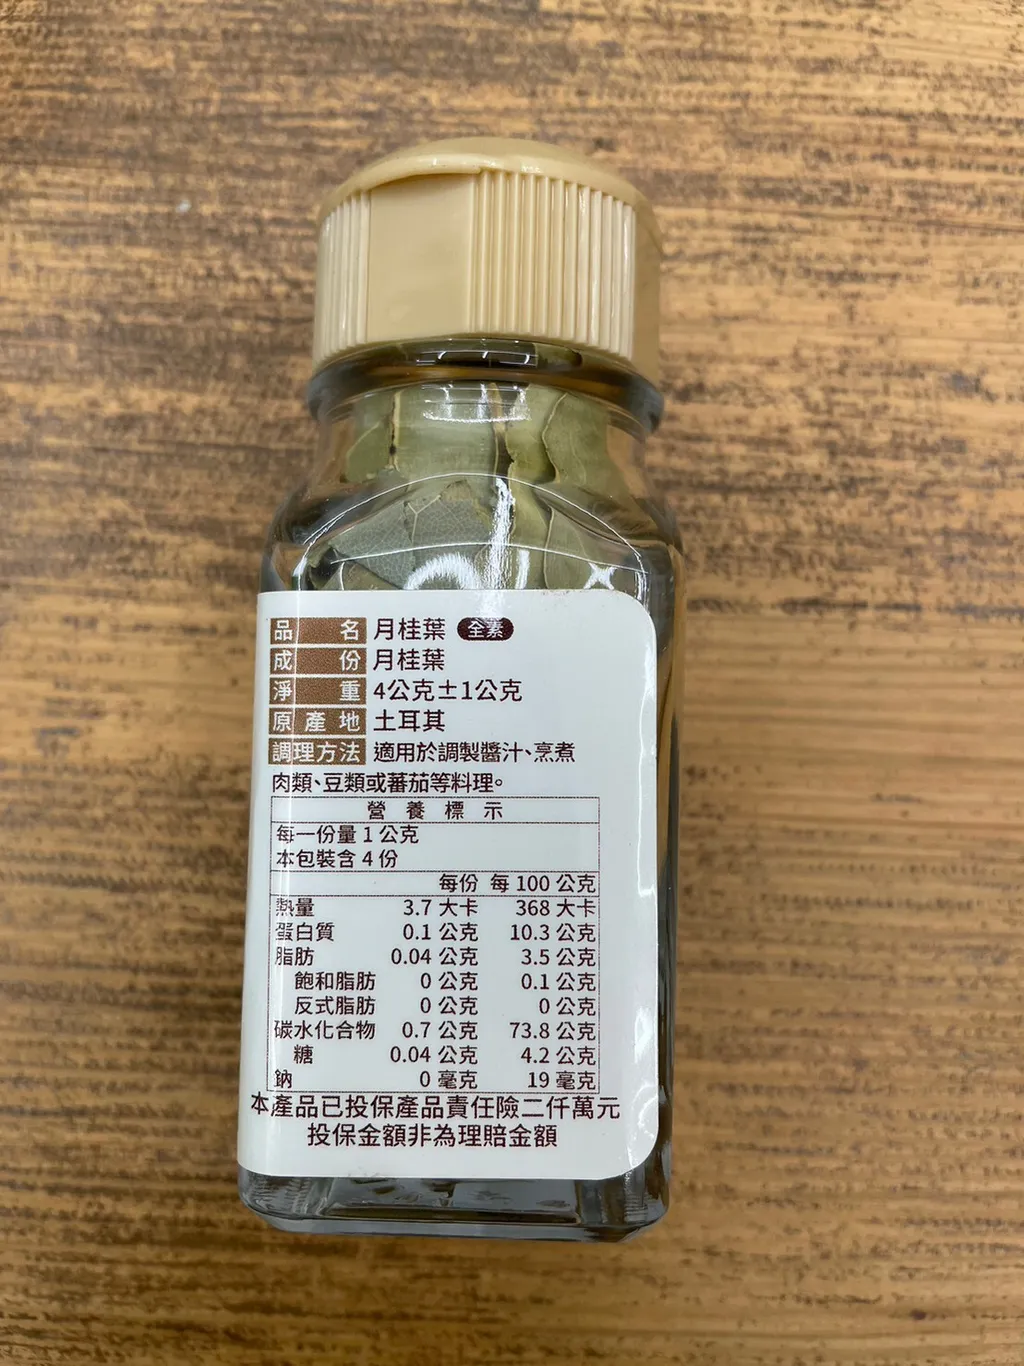 品名 月桂葉 全素
成份 月桂葉
淨重 4公克±1公克
原產地 土耳其
調理方法 適用於調製醬汁、烹煮
肉類、豆類或蕃茄等料理。
營養標示
每一份量 1 公克
本包裝含 4 份
每份 每 100 公克
熱量 3.7 大卡 368 大卡
蛋白質 0.1 公克 10.3 公克
脂肪 0.04 公克 3.5 公克
飽和脂肪 0 公克 0.1 公克
反式脂肪 0 公克 0 公克
碳水化合物 0.7 公克 73.8 公克
糖 0.04 公克 4.2 公克
鈉 0 毫克 19 毫克
本產品已投保產品責任險二仟萬元
投保金額非為理賠金額